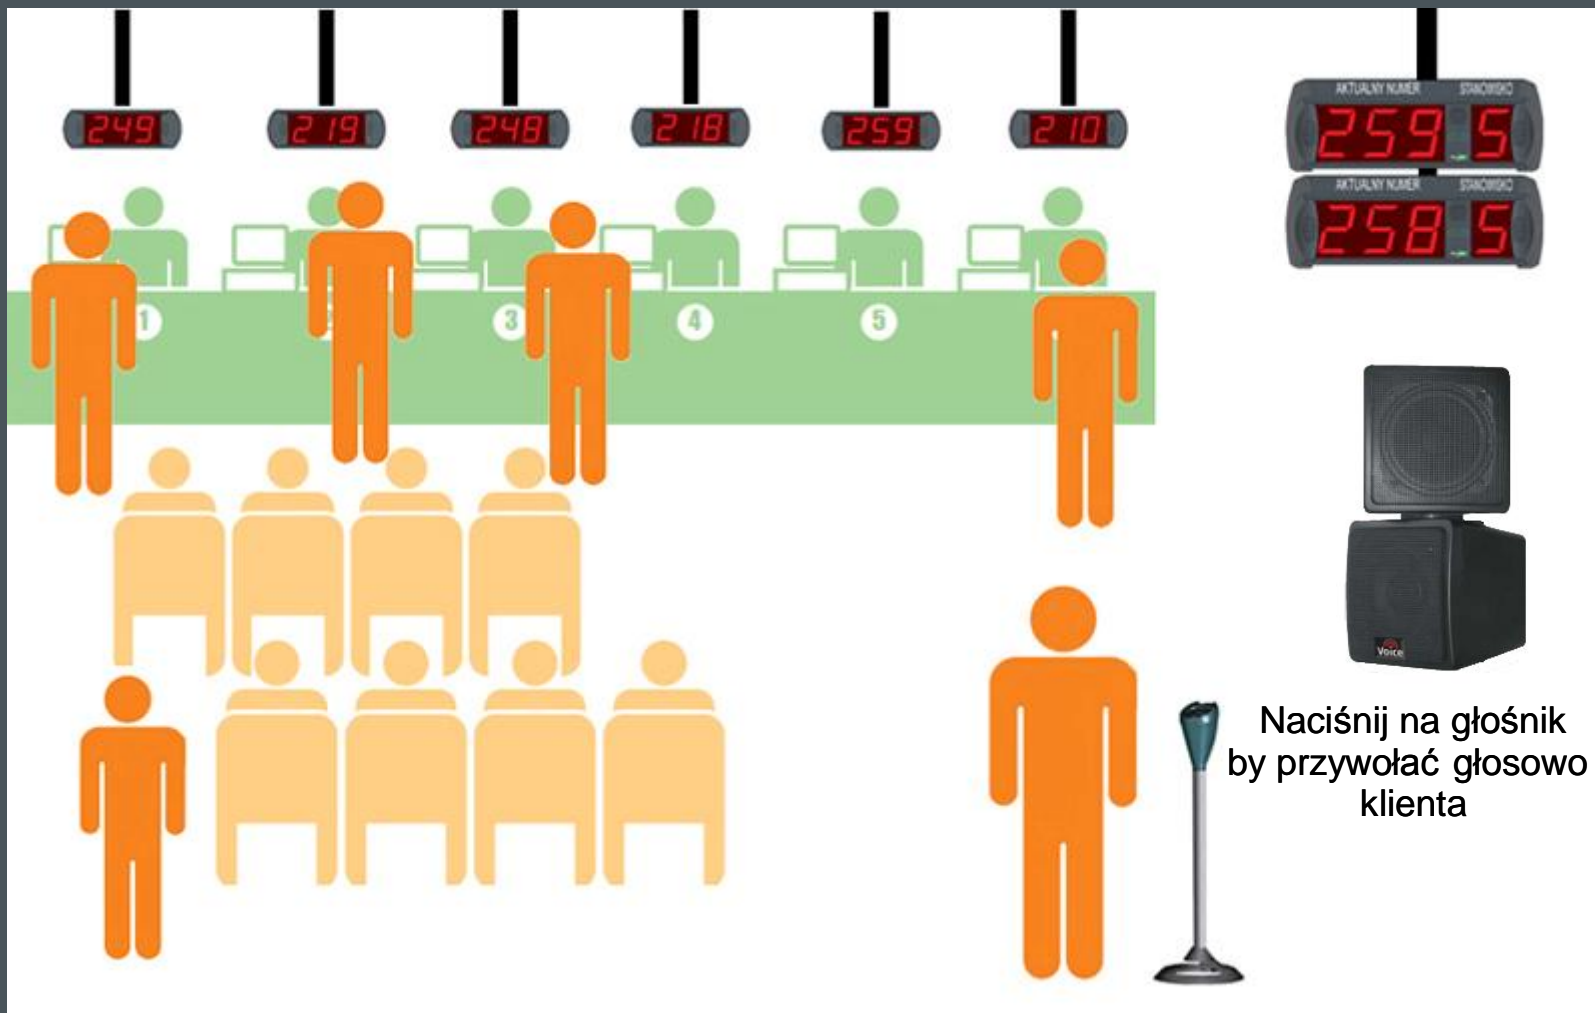 249 219 248 218 259 210
AKTUALNY NUMER STANOWISKO
259 5
AKTUALNY NUMER STANOWISKO
258 5
1 2 3 4 5
Voice
Naciśnij na głośnik
by przywołać głosowo
klienta